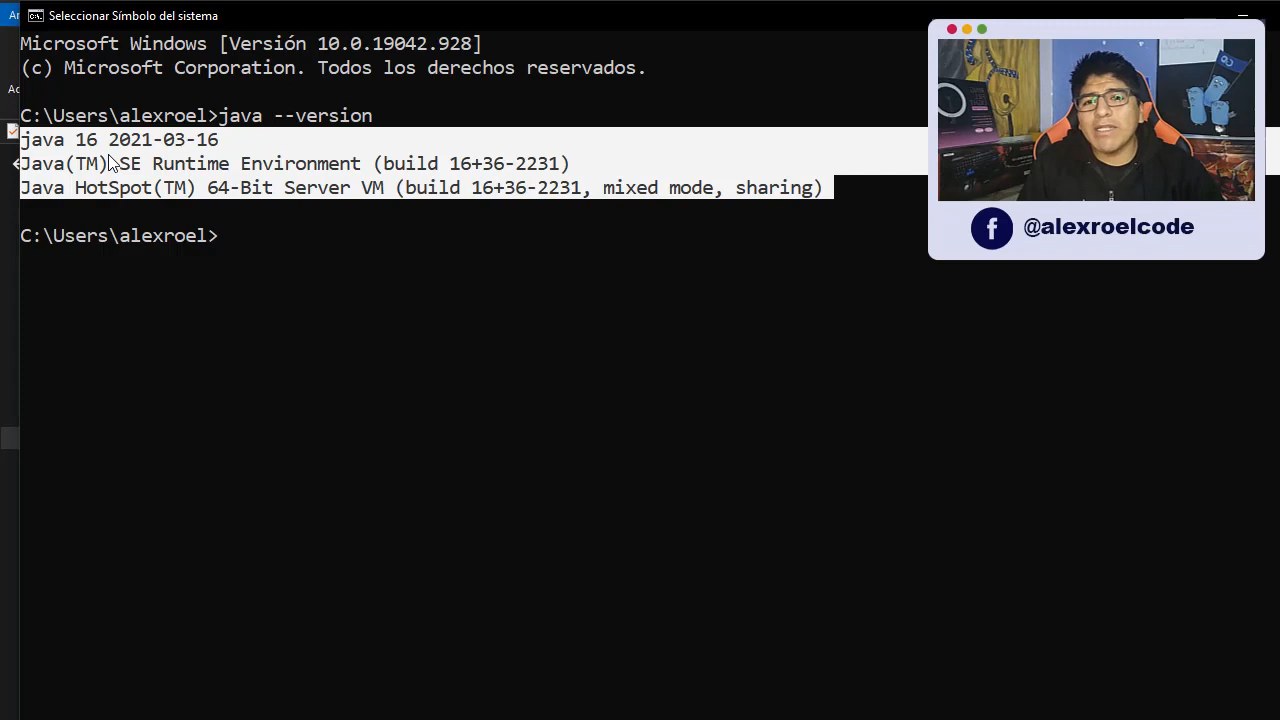 Seleccionar Símbolo del sistema
Microsoft Windows [Versión 10.0.19042.928]
(c) Microsoft Corporation. Todos los derechos reservados.
C:\Users\alexroel>java --version
java 16 2021-03-16
Java(TM) SE Runtime Environment (build 16+36-2231)
Java HotSpot(TM) 64-Bit Server VM (build 16+36-2231, mixed mode, sharing)
C:\Users\alexroel>
@alexroelcode